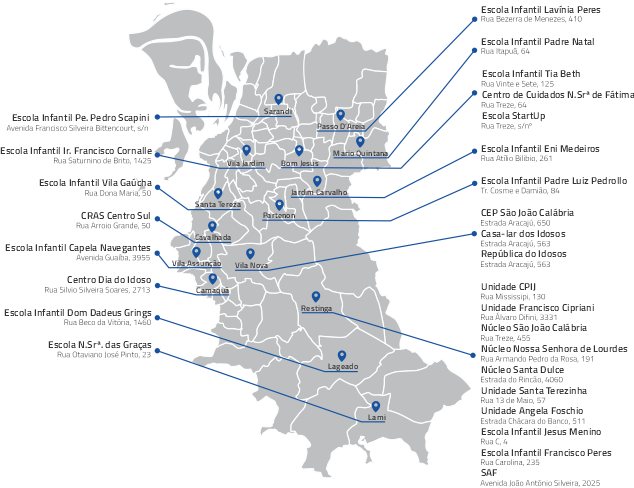 Escola Infantil Pe. Pedro Scapini
Avenida Francisco Silveira Bittencourt, s/n
Escola Infantil Ir. Francisco Cornalle
Rua Saturnino de Brito, 1425
Escola Infantil Vila Gaúcha
Rua Dona Maria, 50
CRAS Centro Sul
Rua Arroio Grande, 50
Escola Infantil Capela Navegantes
Avenida Guaíba, 3955
Centro Dia do Idoso
Rua Silvio Silveira Soares, 2713
Escola Infantil Dom Dadeus Grings
Rua Beco da Vitória, 1460
Escola N.Srª. das Graças
Rua Otaviano José Pinto, 23
Sarandi
Passo D'Areia
Mario Quintana
Vila Jardim
Bom Jesus
Jardim Carvalho
Santa Tereza
Partenon
Cavalhada
Vila Assunção
Vila Nova
Camaquã
Restinga
Lageado
Lami
Escola Infantil Lavínia Peres
Rua Bezerra de Menezes, 410
Escola Infantil Padre Natal
Rua Itapuã, 64
Escola Infantil Tia Beth
Rua Vinte e Sete, 125
Centro de Cuidados N.Srª de Fátima
Rua Treze, 64
Escola StartUp
Rua Treze, s/nº
Escola Infantil Eni Medeiros
Rua Atílio Bilibio, 261
Escola Infantil Padre Luiz Pedrollo
Tr. Cosme e Damião, 84
CEP São João Calábria
Estrada Aracajú, 650
Casa-lar dos Idosos
Estrada Aracajú, 563
República do Idosos
Estrada Aracajú, 563
Unidade CPIJ
Rua Mississipi, 130
Unidade Francisco Cipriani
Rua Álvaro Difini, 3331
Núcleo São João Calábria
Rua Treze, 455
Núcleo Nossa Senhora de Lourdes
Rua Armando Pedro da Rosa, 191
Núcleo Santa Dulce
Estrada do Rincão, 4060
Unidade Santa Terezinha
Rua 13 de Maio, 57
Unidade Angela Foschio
Estrada Chácara do Banco, 511
Escola Infantil Jesus Menino
Rua C, 4
Escola Infantil Francisco Peres
Rua Carolina, 235
SAF
Avenida João Antônio Silveira, 2025